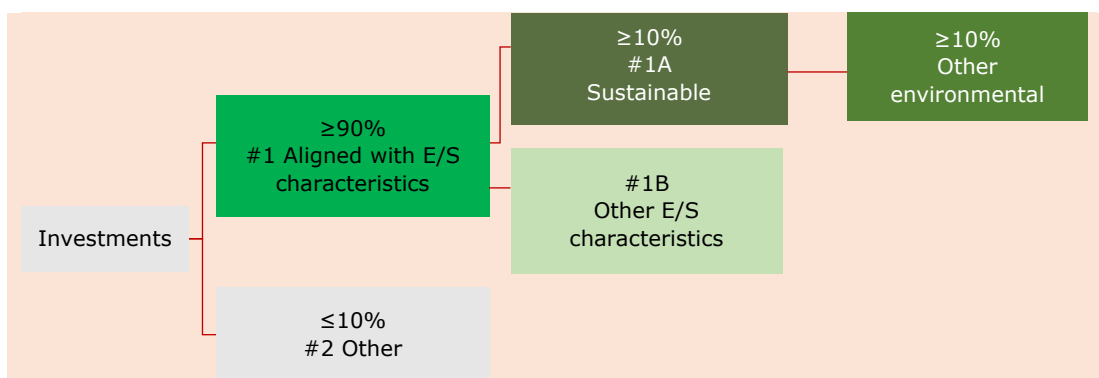 Investments
≥90%
#1 Aligned with E/S
characteristics
≤10%
#2 Other
≥10%
#1A
Sustainable
#1B
Other E/S
characteristics
≥10%
Other
environmental